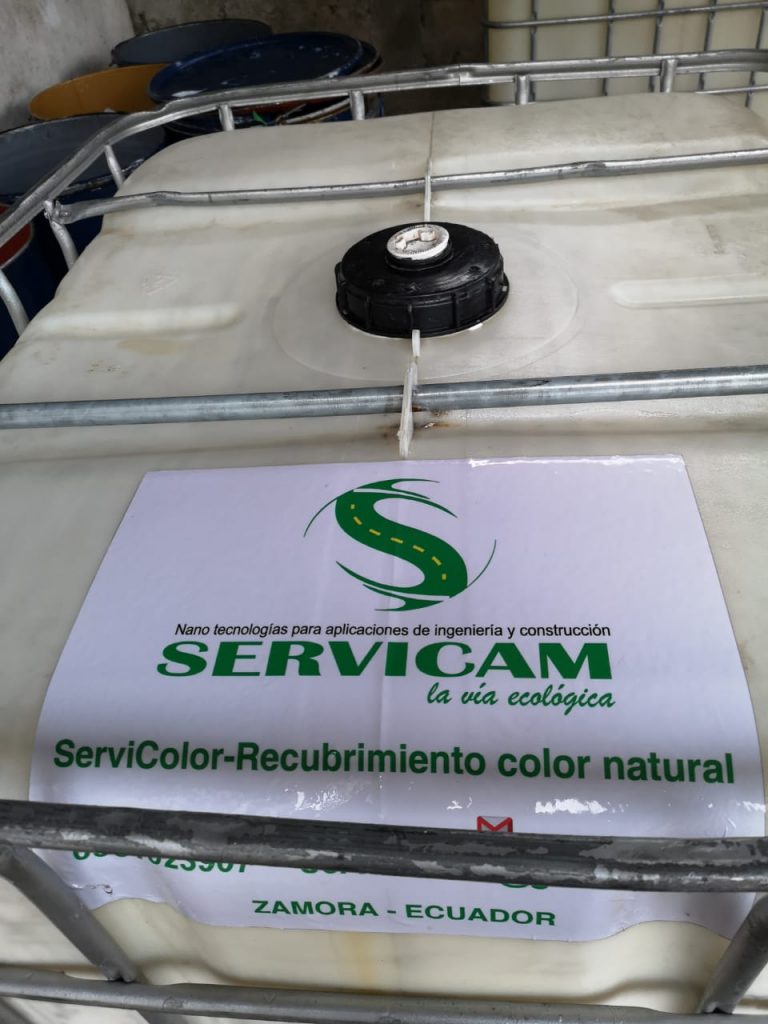 Nano tecnologías para aplicaciones de ingeniería y construcción
SERVICAM
la vía ecológica
ServiColor-Recubrimiento color natural
ZAMORA - ECUADOR